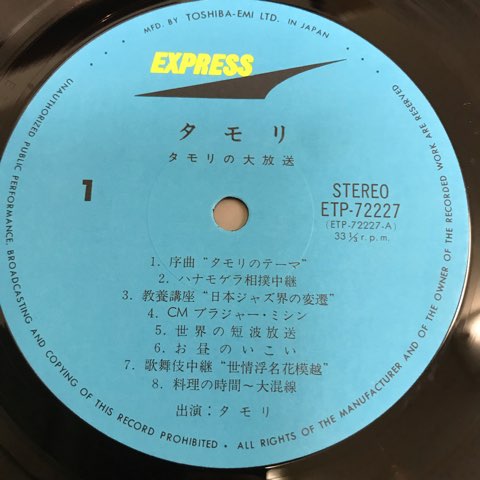 MFD. BY TOSHIBA-EMI LTD. IN JAPAN
EXPRESS
タモリ
タモリの大放送
1
STEREO
ETP-72227
(ETP-72227-A)
33 1/3 r.p.m.
1. 序曲 “タモリのテーマ”
2. ハナモゲラ相撲中継
3. 教養講座 “日本ジャズ界の変遷”
4. CM ブラジャー・ミシン
5. 世界の短波放送
6. お昼のいこい
7. 歌舞伎中継 “世情浮名花模越”
8. 料理の時間～大混線
出演：タモリ
UNAUTHORIZED PUBLIC PERFORMANCE, BROADCASTING AND COPYING OF THIS RECORD PROHIBITED • ALL RIGHTS OF THE MANUFACTURER AND OF THE OWNER OF THE RECORDED WORK ARE RESERVED